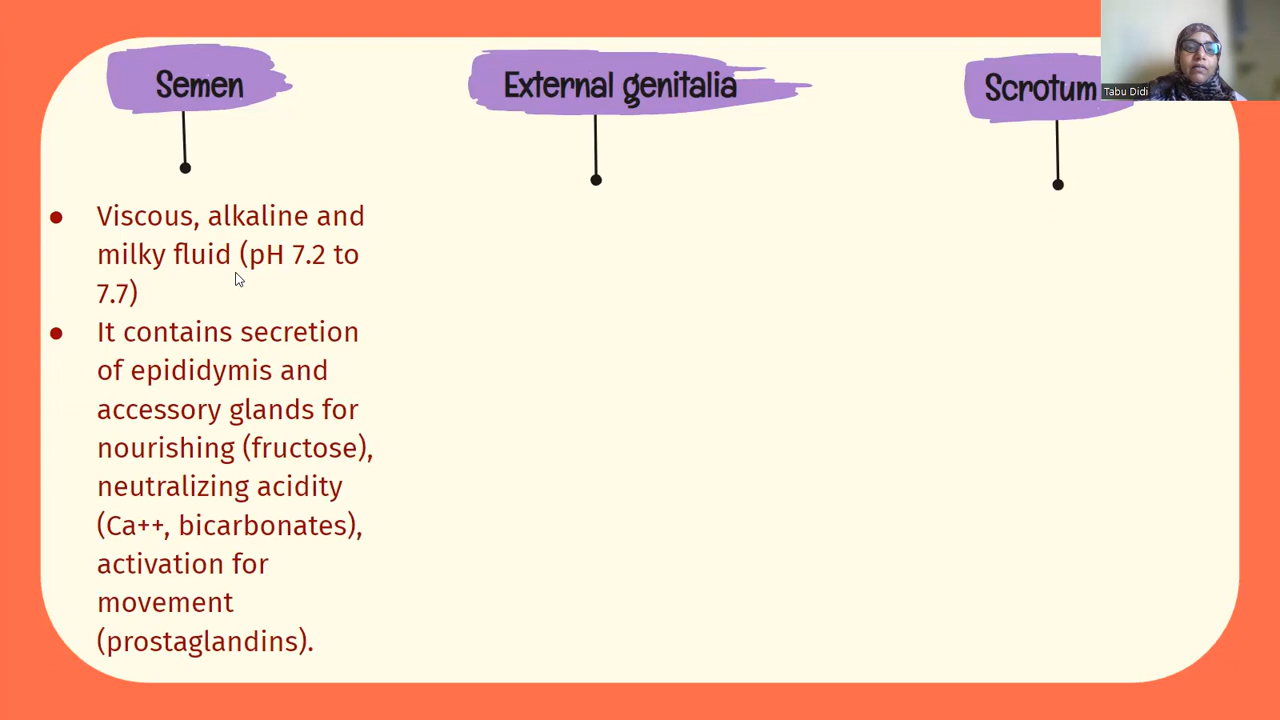 Semen
External genitalia
Scrotum
Tabu Didi
● Viscous, alkaline and
milky fluid (pH 7.2 to
7.7)
● It contains secretion
of epididymis and
accessory glands for
nourishing (fructose),
neutralizing acidity
(Ca++, bicarbonates),
activation for
movement
(prostaglandins).